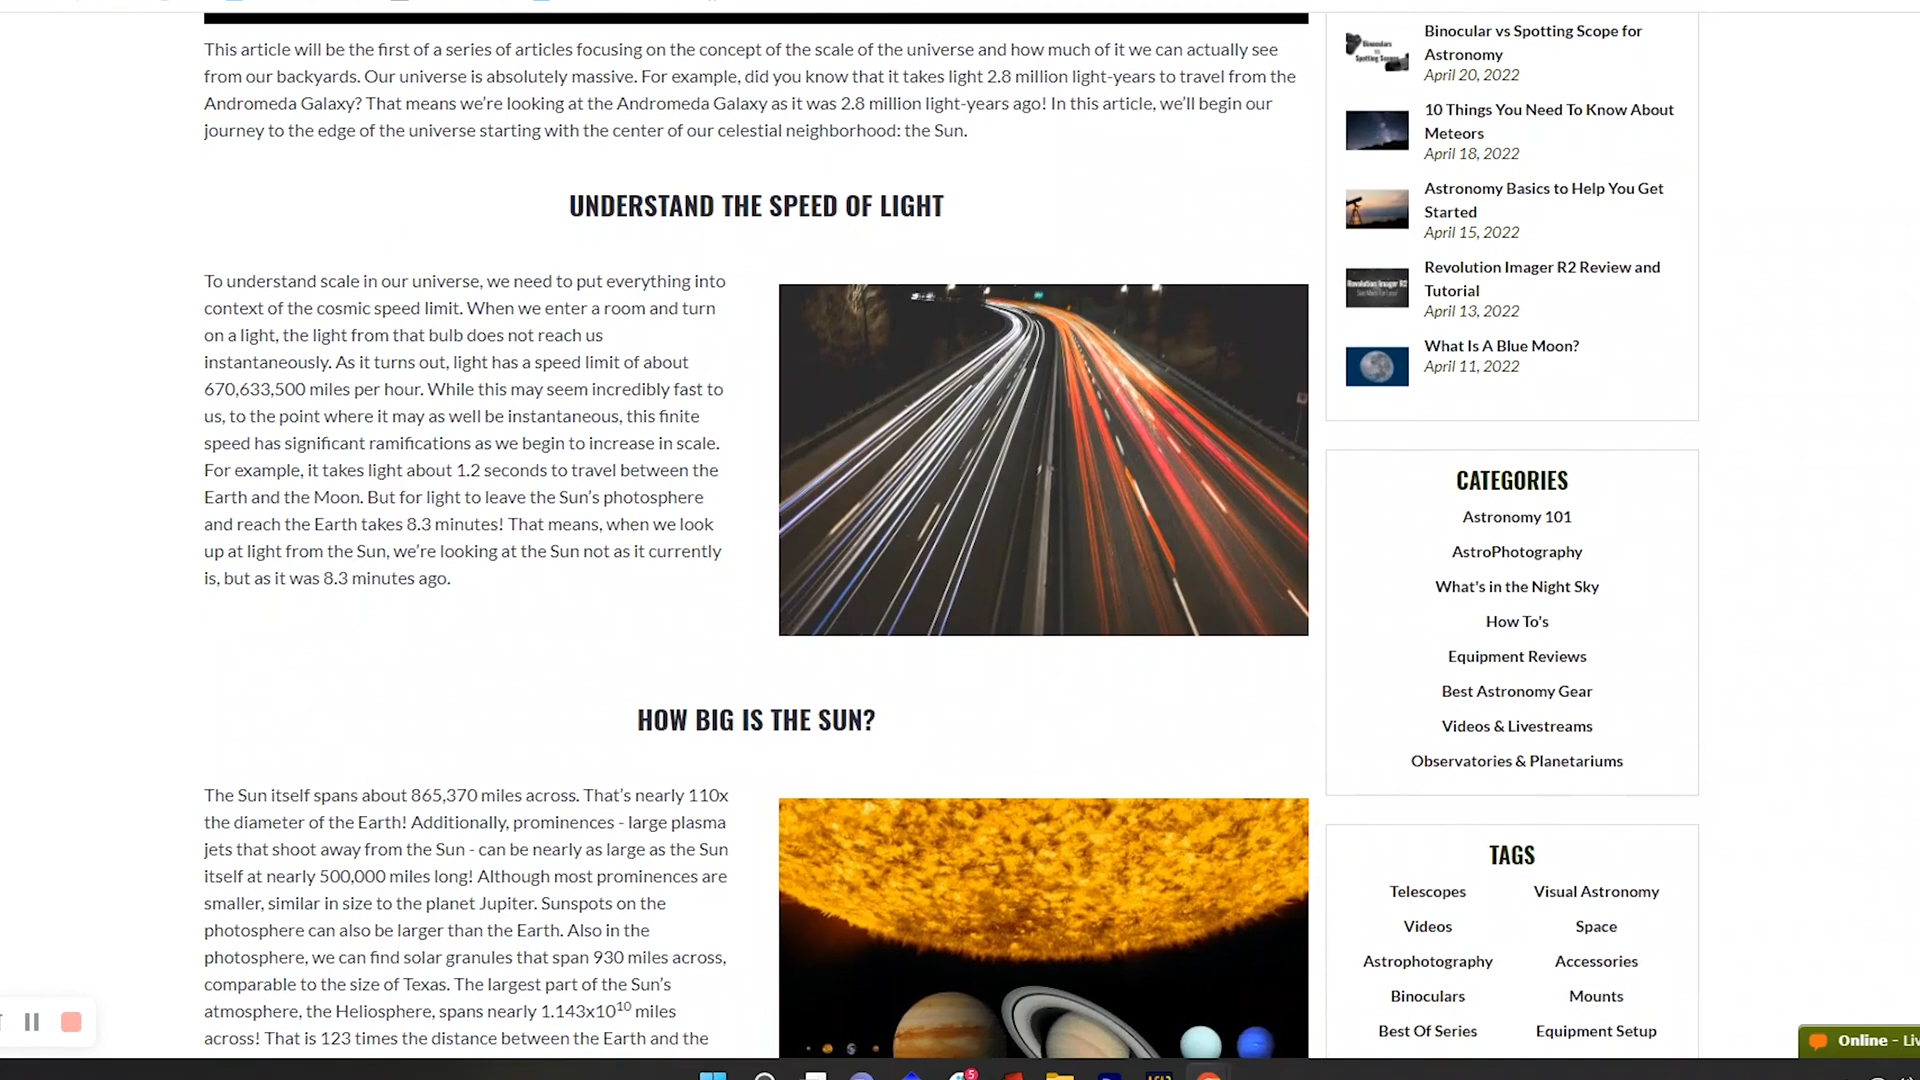 This article will be the first of a series of articles focusing on the concept of the scale of the universe and how much of it we can actually see
from our backyards. Our universe is absolutely massive. For example, did you know that it takes light 2.8 million light-years to travel from the
Andromeda Galaxy? That means we're looking at the Andromeda Galaxy as it was 2.8 million light-years ago! In this article, we'll begin our
journey to the edge of the universe starting with the center of our celestial neighborhood: the Sun.
UNDERSTAND THE SPEED OF LIGHT
To understand scale in our universe, we need to put everything into
context of the cosmic speed limit. When we enter a room and turn
on a light, the light from that bulb does not reach us
instantaneously. As it turns out, light has a speed limit of about
670,633,500 miles per hour. While this may seem incredibly fast to
us, to the point where it may as well be instantaneous, this finite
speed has significant ramifications as we begin to increase in scale.
For example, it takes light about 1.2 seconds to travel between the
Earth and the Moon. But for light to leave the Sun's photosphere
and reach the Earth takes 8.3 minutes! That means, when we look
up at light from the Sun, we're looking at the Sun not as it currently
is, but as it was 8.3 minutes ago.
HOW BIG IS THE SUN?
The Sun itself spans about 865,370 miles across. That's nearly 110x
the diameter of the Earth! Additionally, prominences - large plasma
jets that shoot away from the Sun - can be nearly as large as the Sun
itself at nearly 500,000 miles long! Although most prominences are
smaller, similar in size to the planet Jupiter. Sunspots on the
photosphere can also be larger than the Earth. Also in the
photosphere, we can find solar granules that span 930 miles across,
comparable to the size of Texas. The largest part of the Sun's
atmosphere, the Heliosphere, spans nearly 1.143x10¹⁰ miles
across! That is 123 times the distance between the Earth and the
Binocular vs Spotting Scope for
Astronomy
April 20, 2022
10 Things You Need To Know About
Meteors
April 18, 2022
Astronomy Basics to Help You Get
Started
April 15, 2022
Revolution Imager R2 Review and
Tutorial
April 13, 2022
What Is A Blue Moon?
April 11, 2022
Binoculars
vs
Spotting Scopes
Revolution Imager R2
CATEGORIES
Astronomy 101
AstroPhotography
What's in the Night Sky
How To's
Equipment Reviews
Best Astronomy Gear
Videos & Livestreams
Observatories & Planetariums
TAGS
Telescopes Visual Astronomy
Videos Space
Astrophotography Accessories
Binoculars Mounts
Best Of Series Equipment Setup
Online - Liv
5